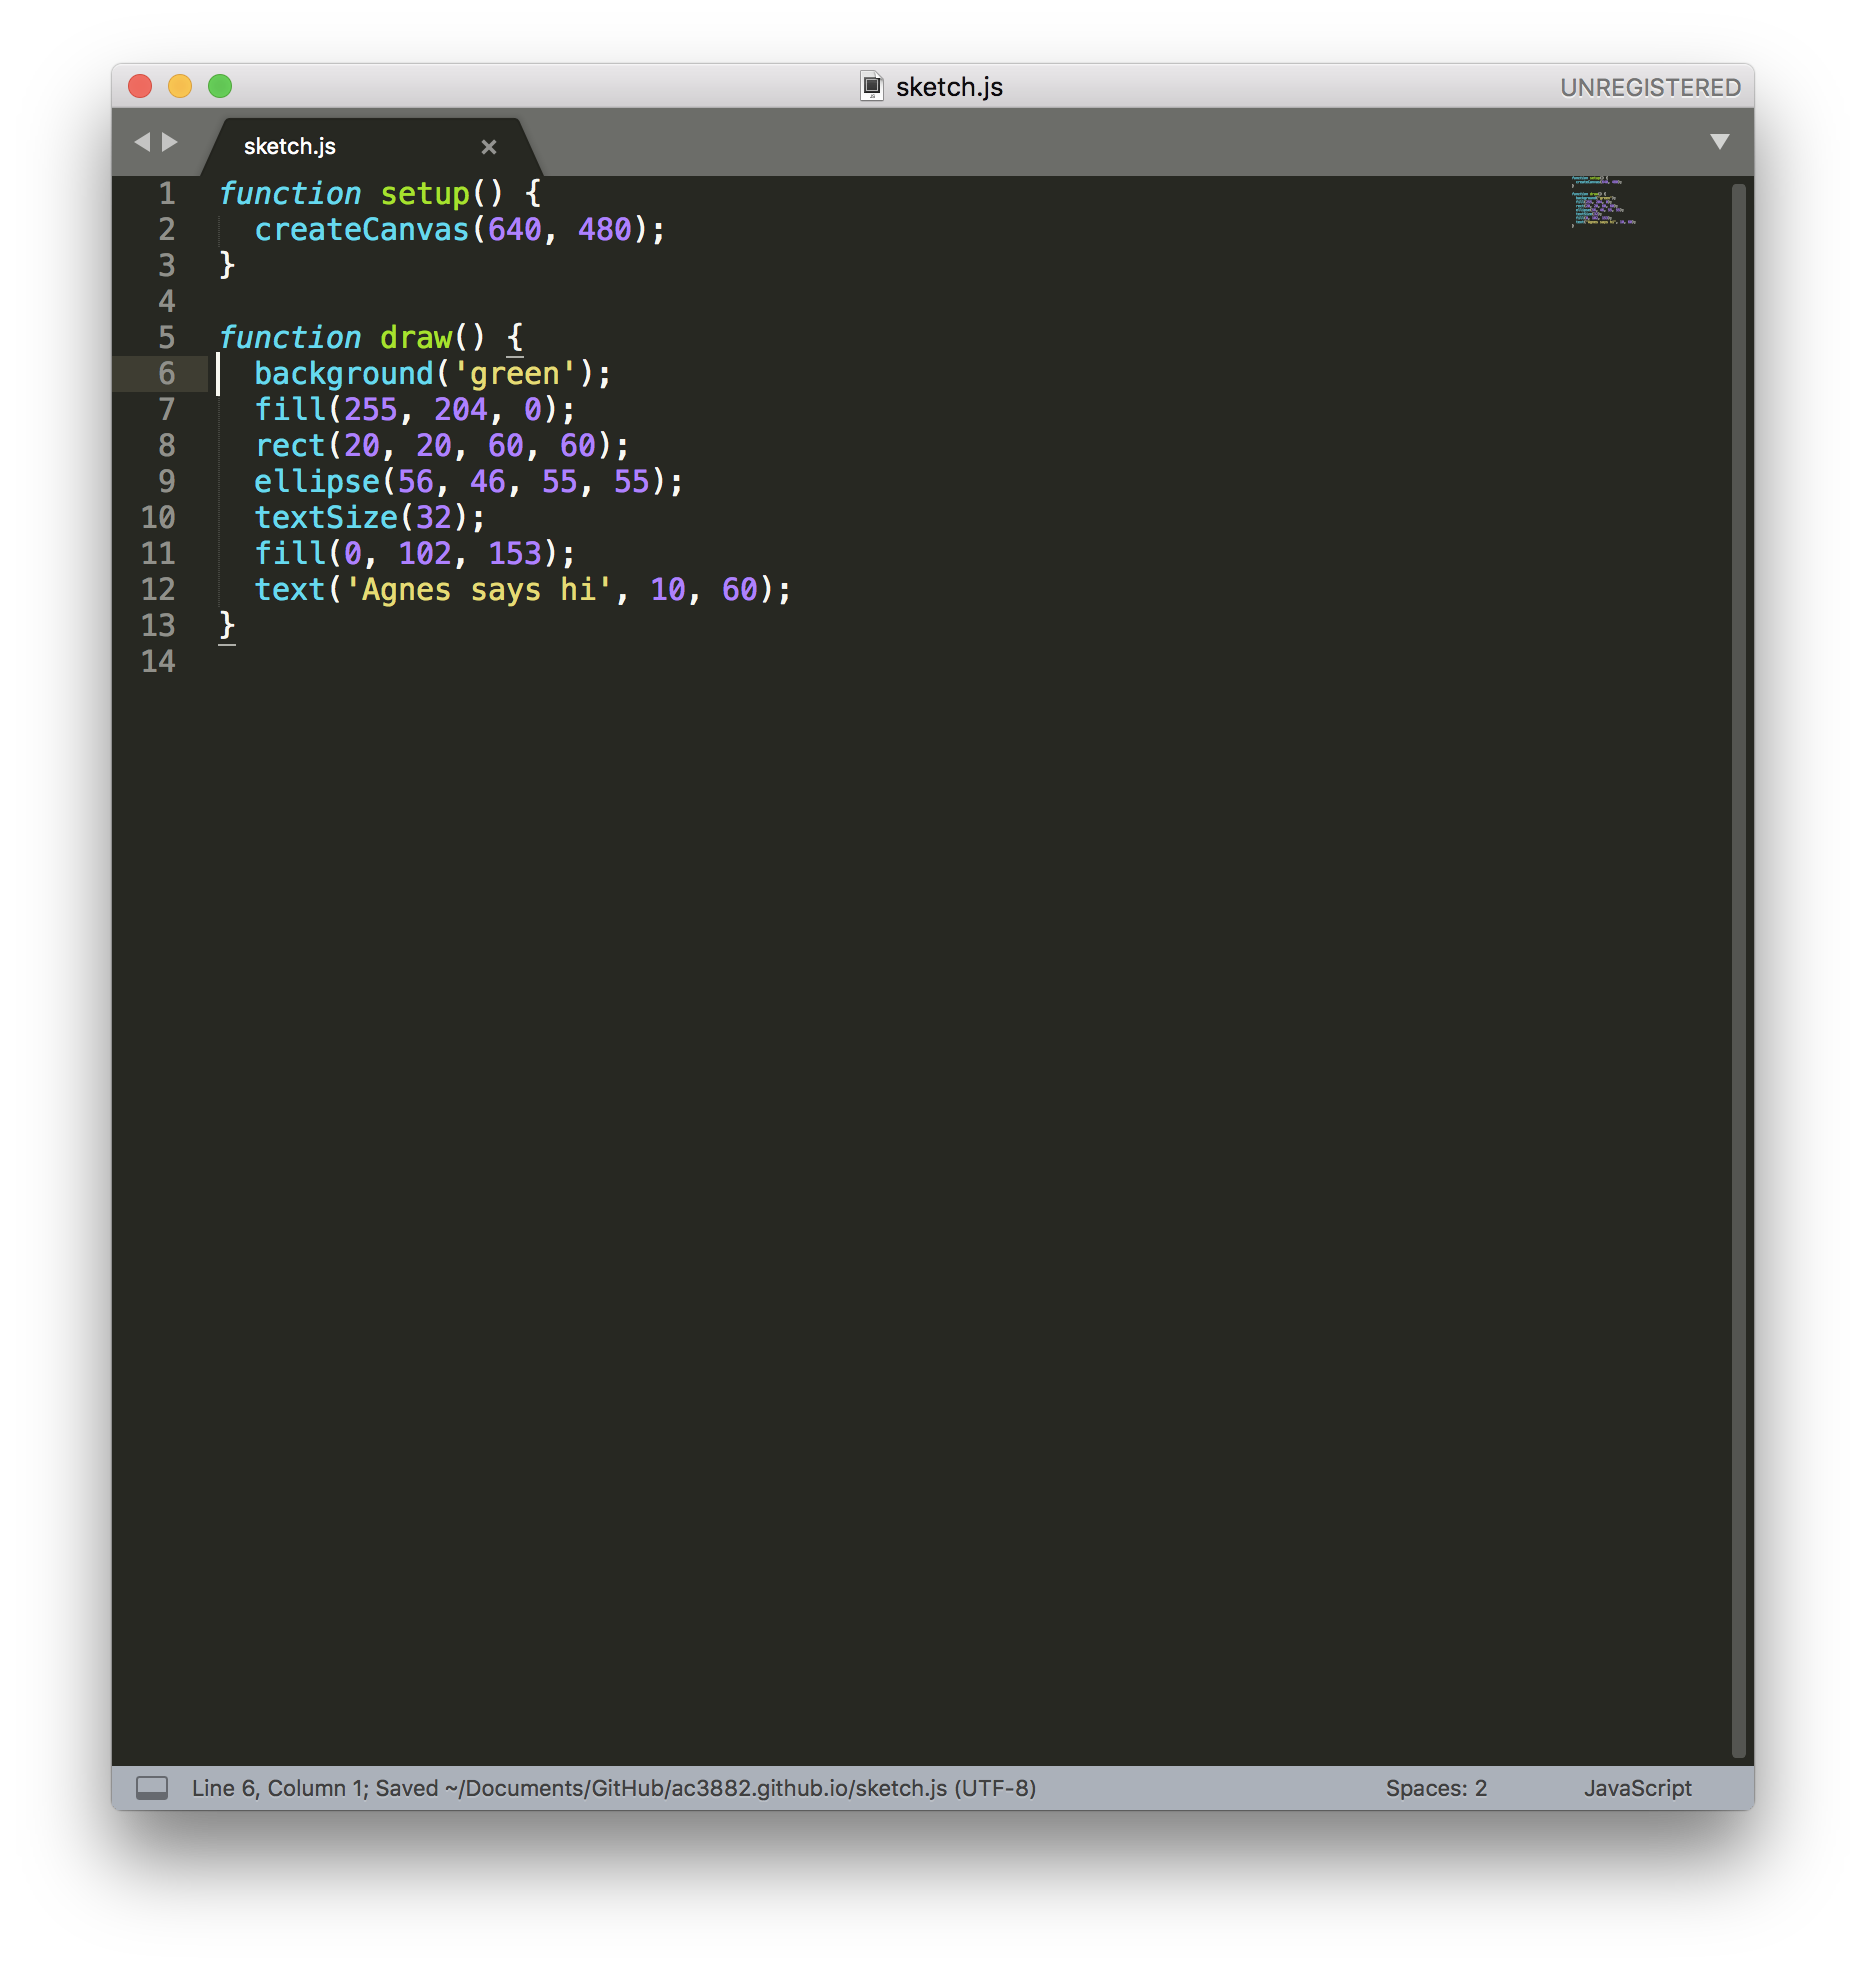 sketch.js
UNREGISTERED
sketch.js
1 function setup() {
2   createCanvas(640, 480);
3 }
4
5 function draw() {
6   background('green');
7   fill(255, 204, 0);
8   rect(20, 20, 60, 60);
9   ellipse(56, 46, 55, 55);
10   textSize(32);
11   fill(0, 102, 153);
12   text('Agnes says hi', 10, 60);
13 }
14
Line 6, Column 1; Saved ~/Documents/GitHub/ac3882.github.io/sketch.js (UTF-8)
Spaces: 2
JavaScript